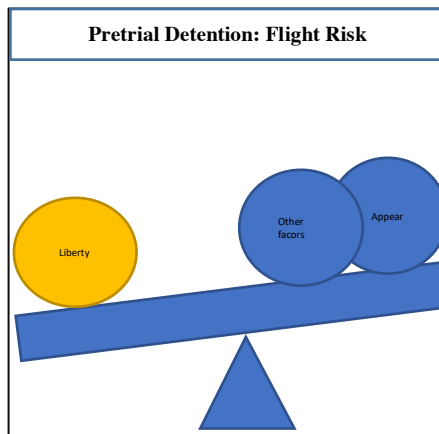 Pretrial Detention: Flight Risk
Liberty
Other
facors
Appear